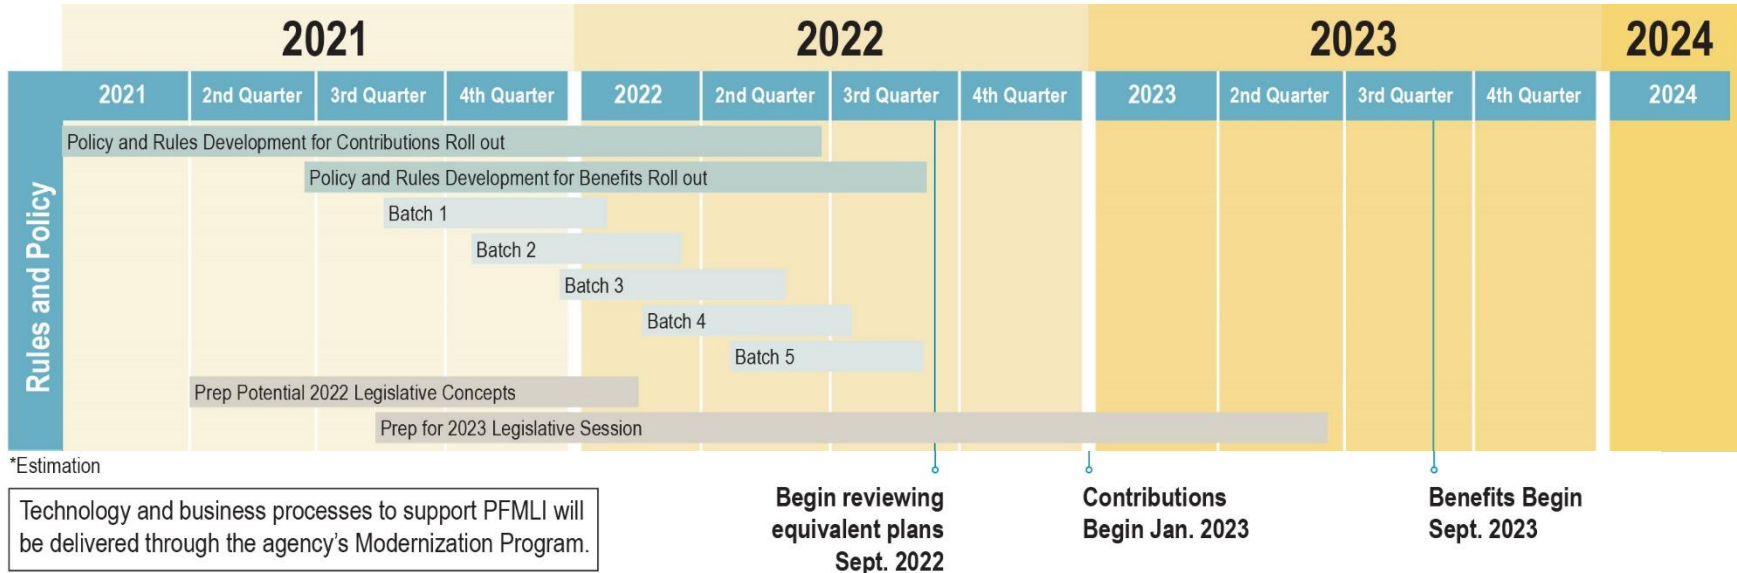 2021
2022
2023
2024
2021
2nd Quarter
3rd Quarter
4th Quarter
2022
2nd Quarter
3rd Quarter
4th Quarter
2023
2nd Quarter
3rd Quarter
4th Quarter
2024
Rules and Policy
Policy and Rules Development for Contributions Roll out
Policy and Rules Development for Benefits Roll out
Batch 1
Batch 2
Batch 3
Batch 4
Batch 5
Prep Potential 2022 Legislative Concepts
Prep for 2023 Legislative Session
*Estimation
Technology and business processes to support PFMLI will
be delivered through the agency’s Modernization Program.
Begin reviewing
equivalent plans
Sept. 2022
Contributions
Begin Jan. 2023
Benefits Begin
Sept. 2023